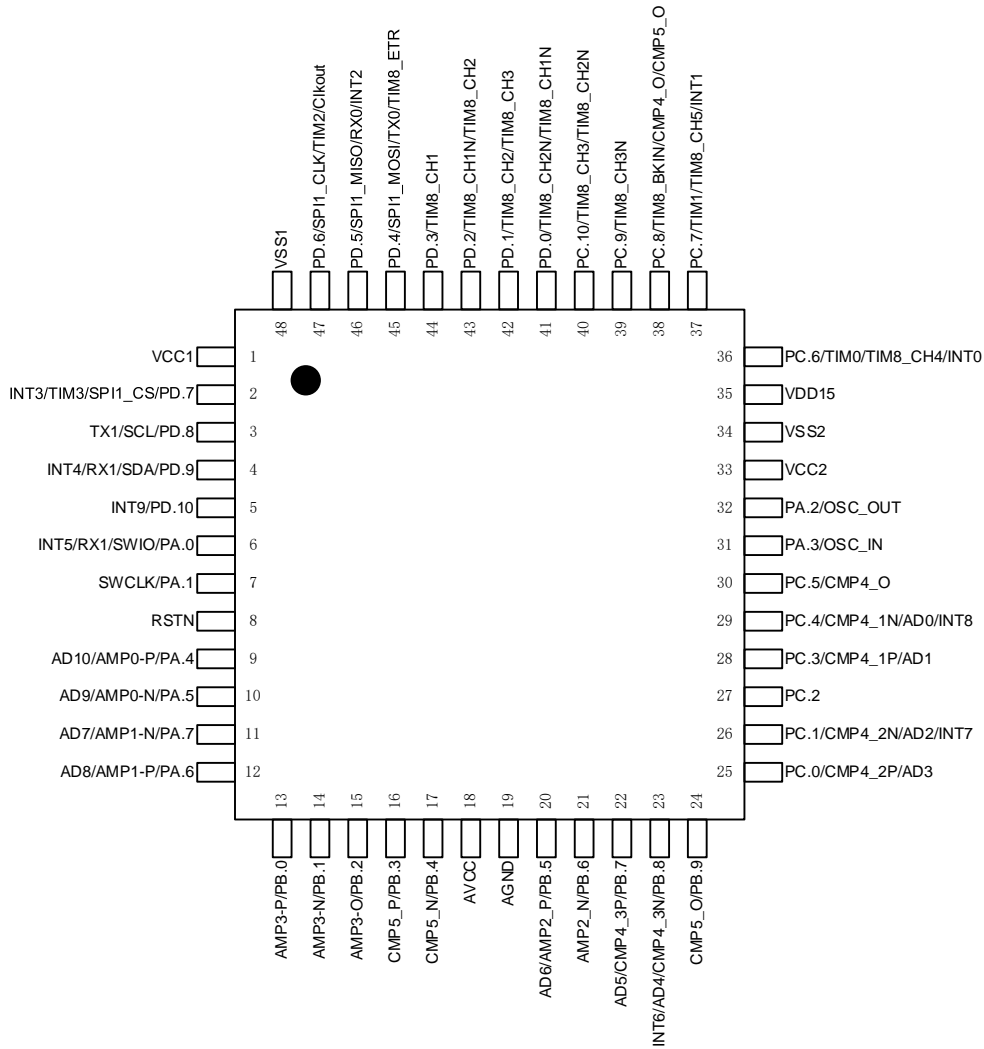 VSS1
PD.6/SPI1_CLK/TIM2/Clkout
PD.5/SPI1_MISO/RX0/INT2
PD.4/SPI1_MOSI/TX0/TIM8_ETR
PD.3/TIM8_CH1
PD.2/TIM8_CH1N/TIM8_CH2
PD.1/TIM8_CH2/TIM8_CH3
PD.0/TIM8_CH2N/TIM8_CH1N
PC.10/TIM8_CH3/TIM8_CH2N
PC.9/TIM8_CH3N
PC.8/TIM8_BKIN/CMP4_O/CMP5_O
PC.7/TIM1/TIM8_CH5/INT1
48 47 46 45 44 43 42 41 40 39 38 37
VCC1 1
INT3/TIM3/SPI1_CS/PD.7 2
TX1/SCL/PD.8 3
INT4/RX1/SDA/PD.9 4
INT9/PD.10 5
INT5/RX1/SWIO/PA.0 6
SWCLK/PA.1 7
RSTN 8
AD10/AMP0-P/PA.4 9
AD9/AMP0-N/PA.5 10
AD7/AMP1-N/PA.7 11
AD8/AMP1-P/PA.6 12
36 PC.6/TIM0/TIM8_CH4/INT0
35 VDD15
34 VSS2
33 VCC2
32 PA.2/OSC_OUT
31 PA.3/OSC_IN
30 PC.5/CMP4_O
29 PC.4/CMP4_1N/AD0/INT8
28 PC.3/CMP4_1P/AD1
27 PC.2
26 PC.1/CMP4_2N/AD2/INT7
25 PC.0/CMP4_2P/AD3
13 14 15 16 17 18 19 20 21 22 23 24
AMP3-P/PB.0
AMP3-N/PB.1
AMP3-O/PB.2
CMP5_P/PB.3
CMP5_N/PB.4
AVCC
AGND
AD6/AMP2_P/PB.5
AMP2_N/PB.6
AD5/CMP4_3P/PB.7
INT6/AD4/CMP4_3N/PB.8
CMP5_O/PB.9